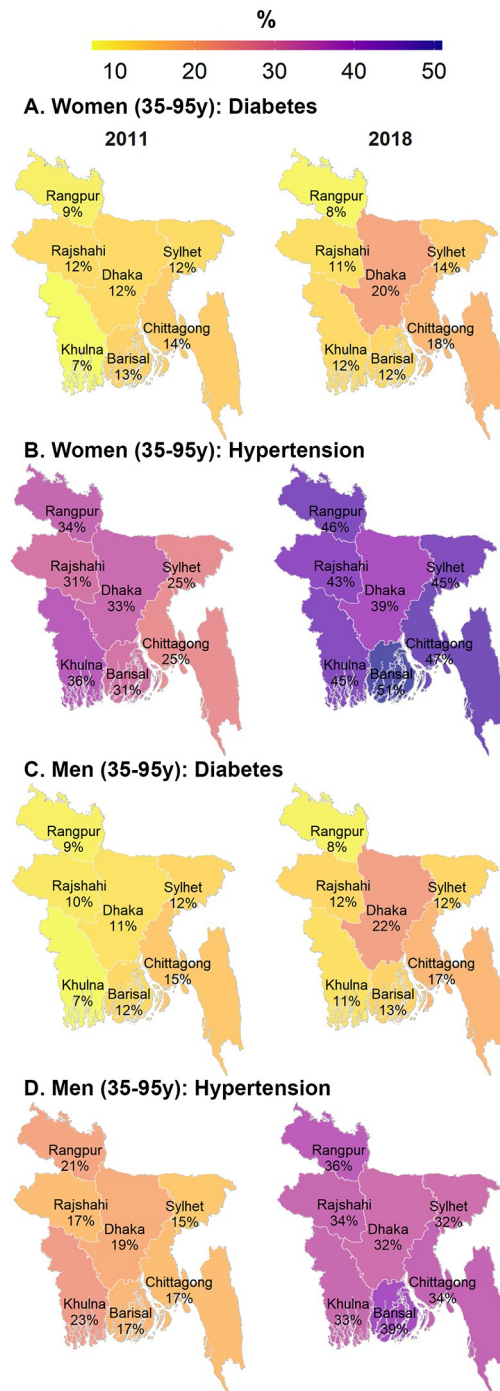 %
10 20 30 40 50
A. Women (35-95y): Diabetes
2011 2018
Rangpur
9%
Rajshahi
12%
Dhaka
12%
Sylhet
12%
Khulna
7%
Barisal
13%
Chittagong
14%
Rangpur
8%
Rajshahi
11%
Dhaka
20%
Sylhet
14%
Khulna
12%
Barisal
12%
Chittagong
18%
B. Women (35-95y): Hypertension
Rangpur
34%
Rajshahi
31%
Dhaka
33%
Sylhet
25%
Khulna
36%
Barisal
31%
Chittagong
25%
Rangpur
46%
Rajshahi
43%
Dhaka
39%
Sylhet
45%
Khulna
45%
Barisal
51%
Chittagong
47%
C. Men (35-95y): Diabetes
Rangpur
9%
Rajshahi
10%
Dhaka
11%
Sylhet
12%
Khulna
7%
Barisal
12%
Chittagong
15%
Rangpur
8%
Rajshahi
12%
Dhaka
22%
Sylhet
12%
Khulna
11%
Barisal
13%
Chittagong
17%
D. Men (35-95y): Hypertension
Rangpur
21%
Rajshahi
17%
Dhaka
19%
Sylhet
15%
Khulna
23%
Barisal
17%
Chittagong
17%
Rangpur
36%
Rajshahi
34%
Dhaka
32%
Sylhet
32%
Khulna
33%
Barisal
39%
Chittagong
34%